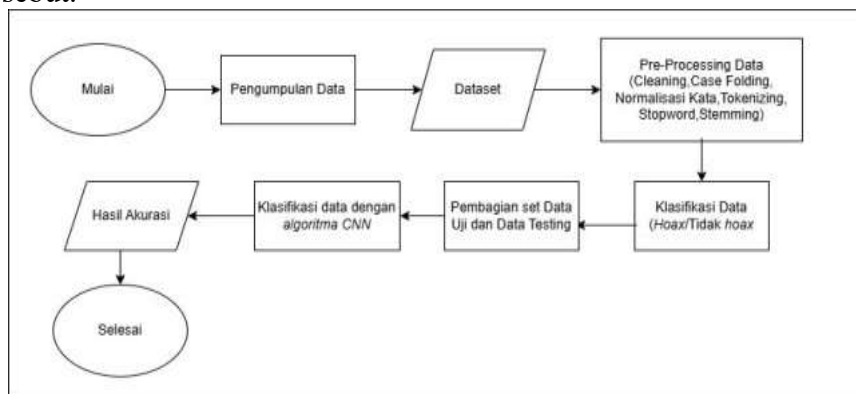 Mulai
Pengumpulan Data
Dataset
Pre-Processing Data
(Cleaning,Case Folding,
Normalisasi Kata,Tokenizing,
Stopword,Stemming)
Klasifikasi Data
(Hoax/Tidak hoax
Pembagian set Data
Uji dan Data Testing
Klasifikasi data dengan
algoritma CNN
Hasil Akurasi
Selesai